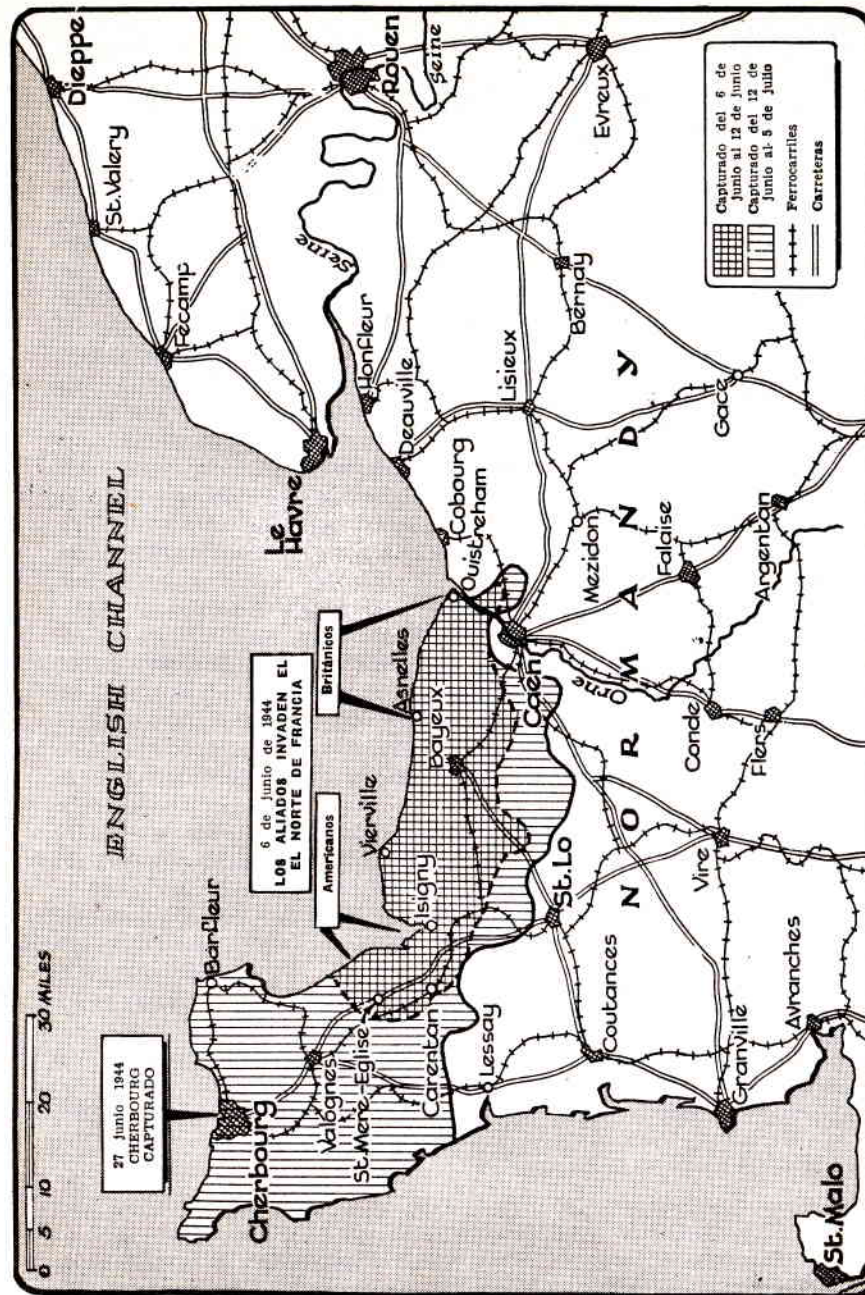 0 5 10 20 30 MILES
ENGLISH CHANNEL
27 junio 1944
CHERBOURG
CAPTURADO
6 de junio de 1944
LOS ALIADOS INVADEN EL
EL NORTE DE FRANCIA
Americanos
Británicos
Cherbourg
Barfleur
Valognes
St.Mere-Eglise
Carentan
Lessay
Isigny
Vierville
Asnelles
Bayeux
Ouistreham
Cobourg
Deauville
Honfleur
Le
Havre
Fecamp
St.Valery
Dieppe
Rouen
Seine
Seine
Evreux
Bernay
Lisieux
Mezidon
Caen
Orne
St.Lo
Coutances
Granville
Avranches
Vire
Conde
Flers
Falaise
Argentan
Gace
St.Malo
NORMANDY
Capturado del 6 de
junio al 12 de junio
Capturado del 12 de
junio al 5 de julio
Ferrocarriles
Carreteras